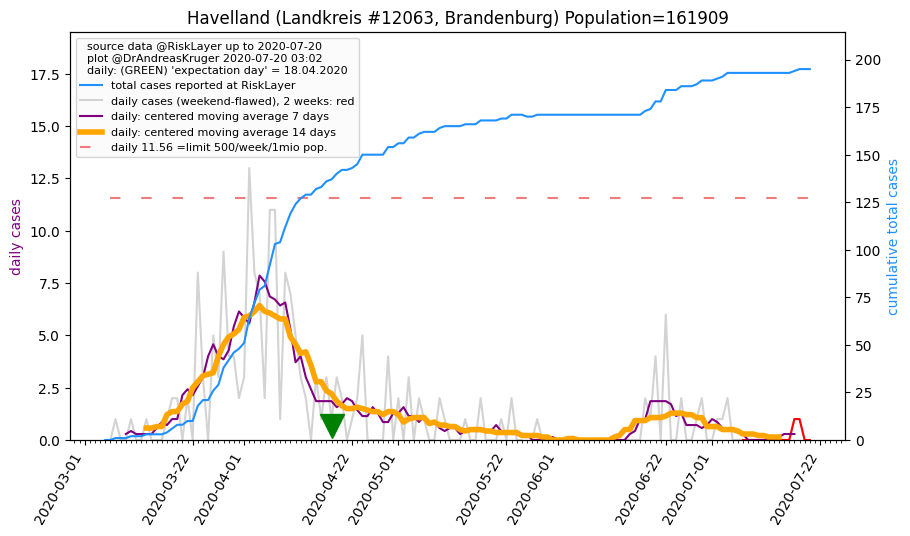 Havelland (Landkreis #12063, Brandenburg) Population=161909
source data @RiskLayer up to 2020-07-20
plot @DrAndreasKruger 2020-07-20 03:02
daily: (GREEN) 'expectation day' = 18.04.2020
total cases reported at RiskLayer
daily cases (weekend-flawed), 2 weeks: red
daily: centered moving average 7 days
daily: centered moving average 14 days
daily 11.56 =limit 500/week/1mio pop.
daily cases
17.5
15.0
12.5
10.0
7.5
5.0
2.5
0.0
cumulative total cases
200
175
150
125
100
75
50
25
0
2020-03-01
2020-03-22
2020-04-01
2020-04-22
2020-05-01
2020-05-22
2020-06-01
2020-06-22
2020-07-01
2020-07-22